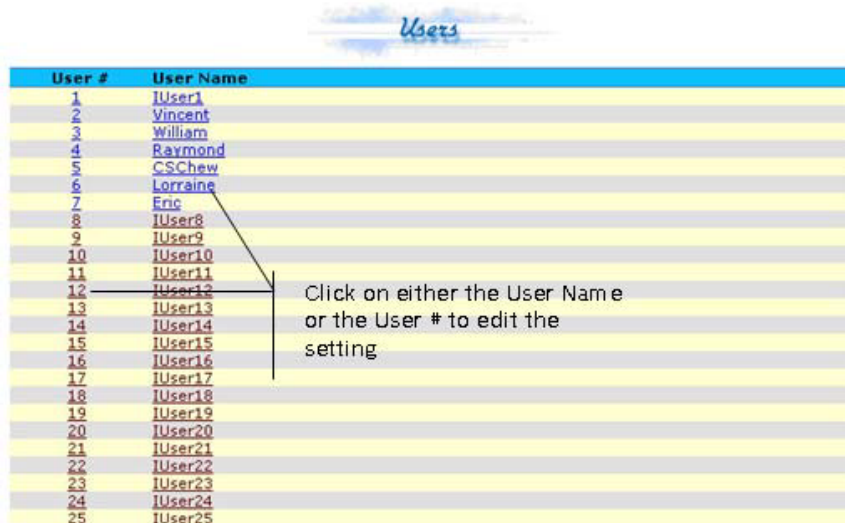 Users
User # User Name
1 IUser1
2 Vincent
3 William
4 Raymond
5 CSChew
6 Lorraine
7 Eric
8 IUser8
9 IUser9
10 IUser10
11 IUser11
12 IUser12
13 IUser13
14 IUser14
15 IUser15
16 IUser16
17 IUser17
18 IUser18
19 IUser19
20 IUser20
21 IUser21
22 IUser22
23 IUser23
24 IUser24
25 IUser25
Click on either the User Name
or the User # to edit the
setting